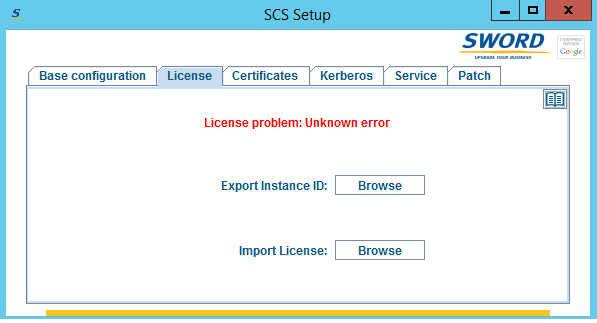 S
SCS Setup
SWORD
UPGRADE YOUR BUSINESS
ENTERPRISE
PARTNER
Google
Base configuration License Certificates Kerberos Service Patch
License problem: Unknown error
Export Instance ID: Browse
Import License: Browse